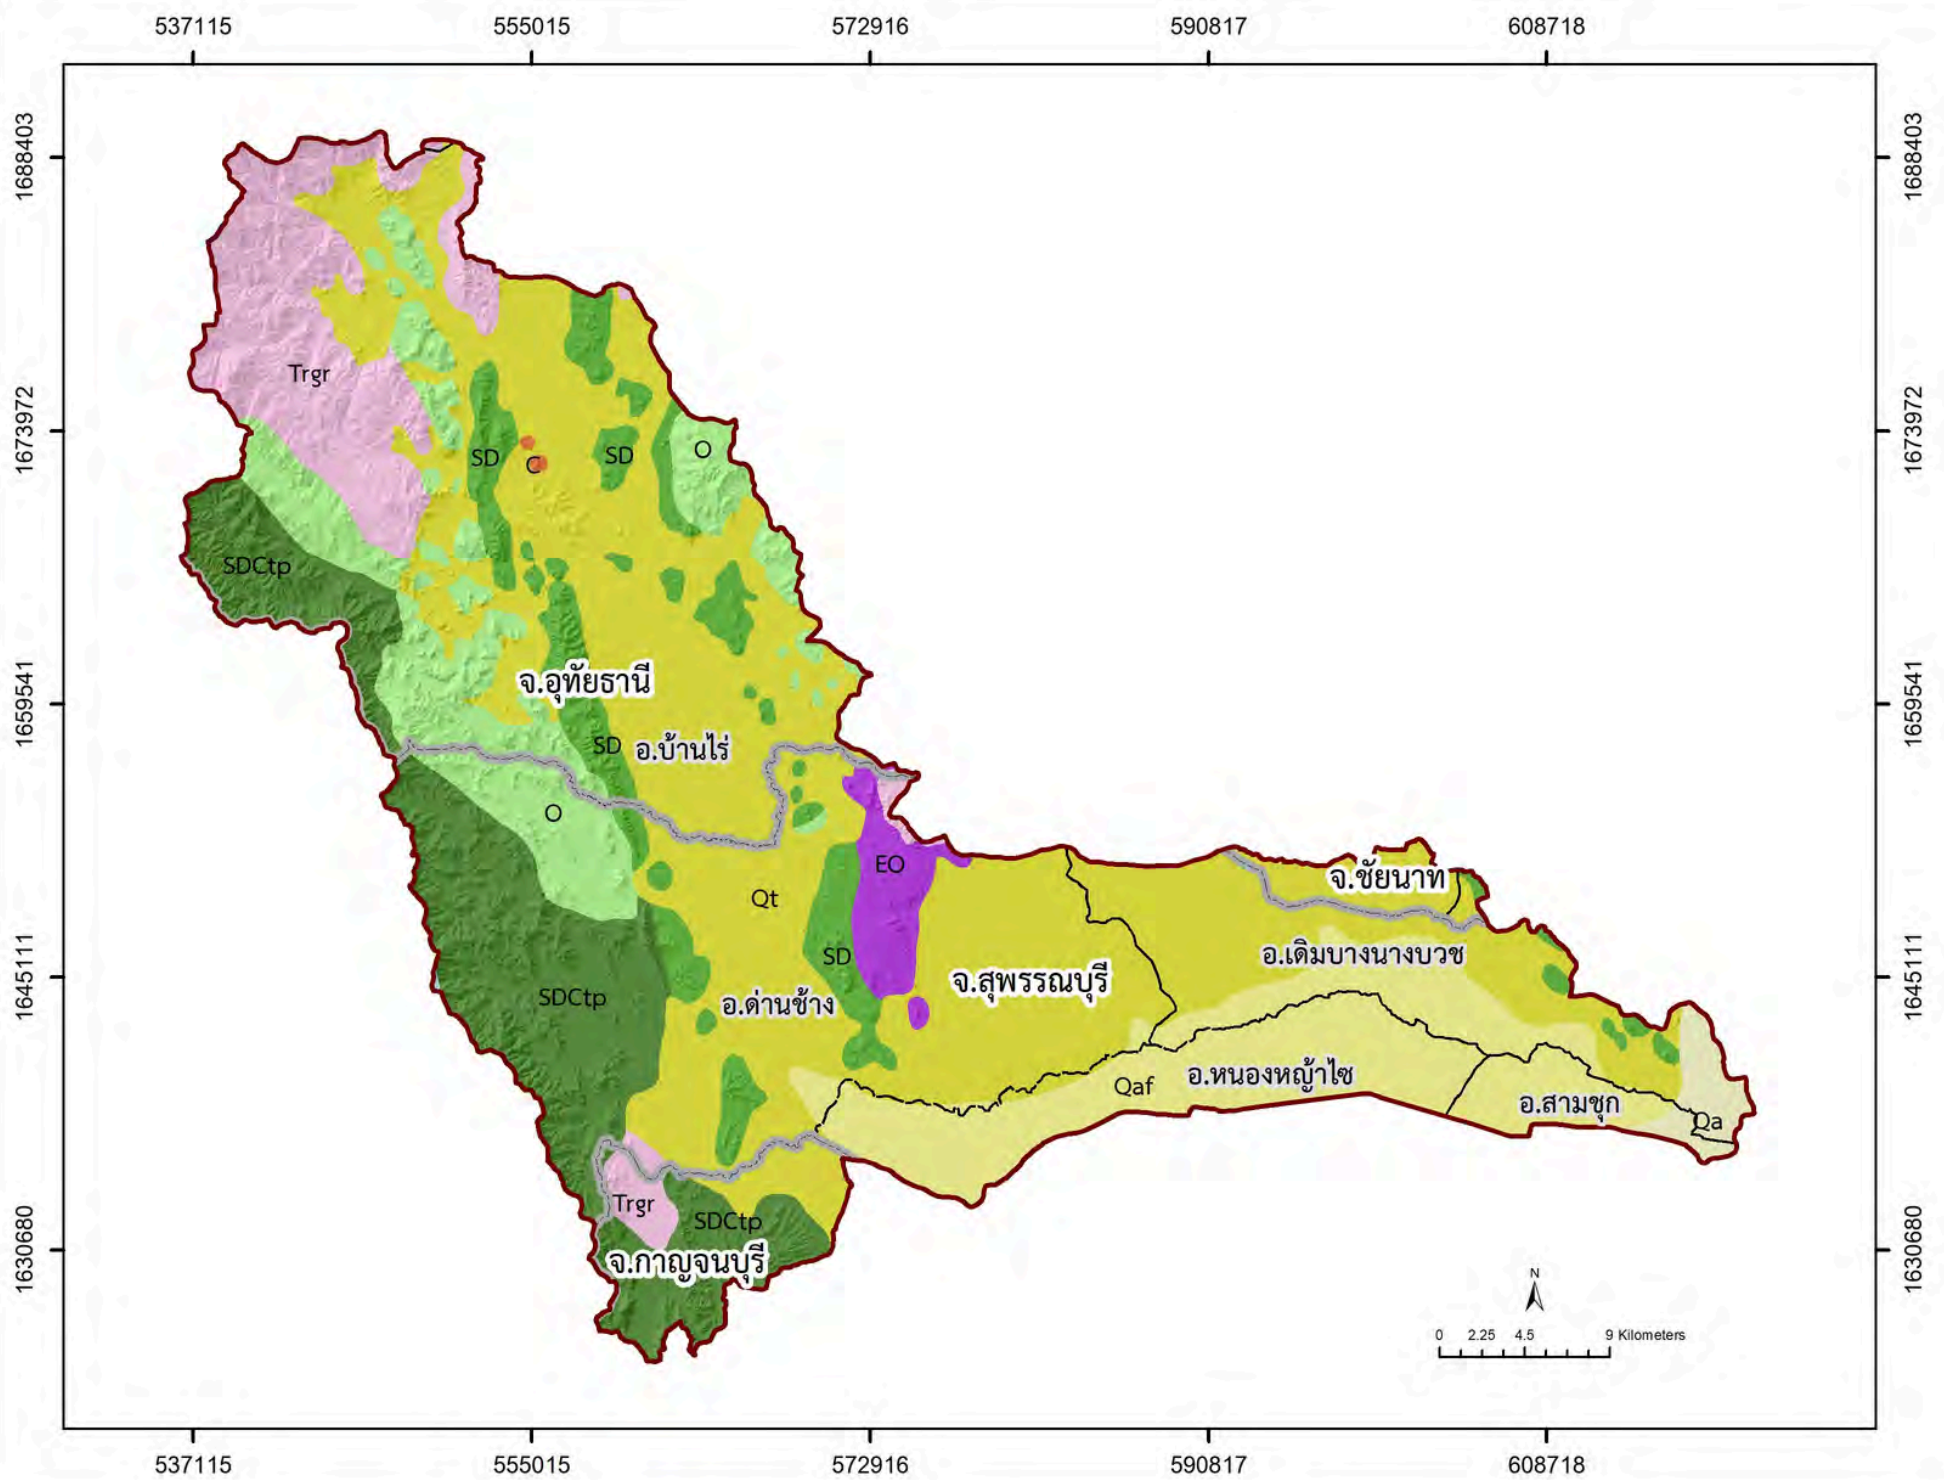 537115 555015 572916 590817 608718
1688403 1688403
Trgr
1673972 1673972
SD C SD O
SDCtp
จ.อุทัยธานี
1659541 1659541
SD อ.บ้านไร่
O
EO
จ.ชัยนาท
Qt
SD
อ.เดิมบางนางบวช
1645111 1645111
จ.สุพรรณบุรี
SDCtp อ.ด่านช้าง
Qaf อ.หนองหญ้าไซ
อ.สามชุก
Qa
Trgr
SDCtp
1630680 1630680
จ.กาญจนบุรี
N
0 2.25 4.5 9 Kilometers
537115 555015 572916 590817 608718